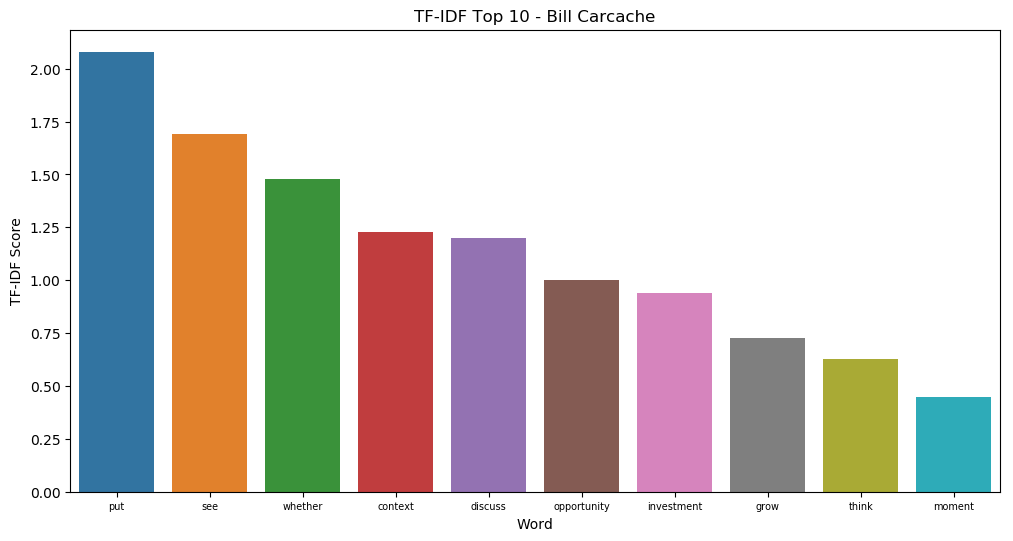 TF-IDF Top 10 - Bill Carcache
TF-IDF Score
2.00
1.75
1.50
1.25
1.00
0.75
0.50
0.25
0.00
put see whether context discuss opportunity investment grow think moment
Word